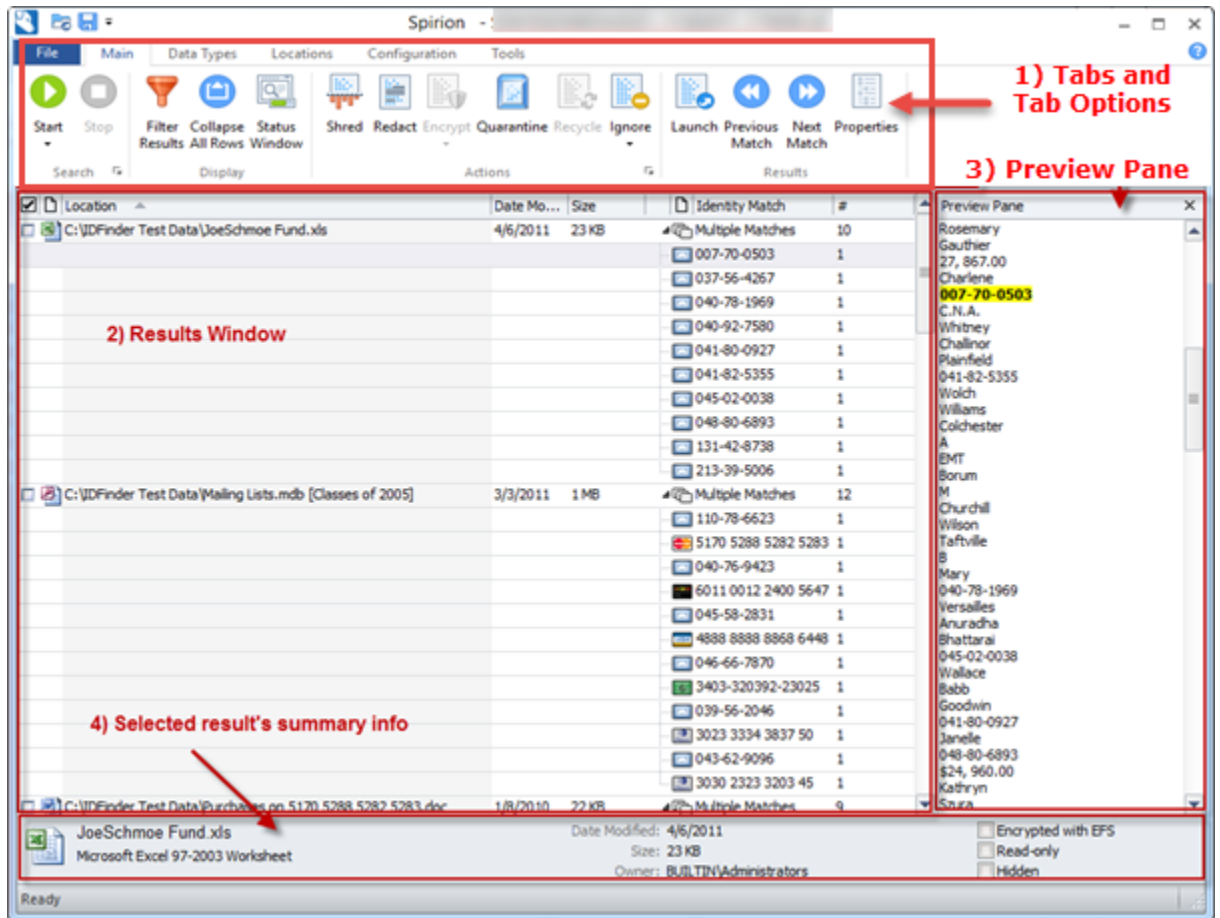 Spirion -
File Main Data Types Locations Configuration Tools
1) Tabs and
Tab Options
Start Stop Filter Results Collapse All Rows Status Window Shred Redact Encrypt Quarantine Recycle Ignore Launch Previous Match Next Match Properties
Search Display Actions Results
3) Preview Pane
Location Date Mo... Size Identity Match #
C:\IDFinder Test Data\JoeSchmoe Fund.xls 4/6/2011 23 KB Multiple Matches 10
007-70-0503 1
037-56-4267 1
040-78-1969 1
040-92-7580 1
041-80-0927 1
041-82-5355 1
045-02-0038 1
048-80-6893 1
131-42-8738 1
213-39-5006 1
2) Results Window
C:\IDFinder Test Data\Mailing Lists.mdb [Classes of 2005] 3/3/2011 1 MB Multiple Matches 12
110-78-6623 1
5170 5288 5282 5283 1
040-76-9423 1
6011 0012 2400 5647 1
045-58-2831 1
4888 8888 8868 6448 1
046-66-7870 1
3403-320392-23025 1
039-56-2046 1
3023 3334 3837 50 1
043-62-9096 1
3030 2323 3203 45 1
4) Selected result's summary info
C:\IDFinder Test Data\Purchases on 5170 5288 5282 5283.doc 1/8/2010 22 KB Multiple Matches 9
Preview Pane
Rosemary
Gauthier
27, 867.00
Charlene
007-70-0503
C.N.A.
Whitney
Challinor
Plainfield
041-82-5355
Wolch
Williams
Colchester
A
EMT
Borum
M
Churchill
Wilson
Taftville
B
Mary
040-78-1969
Versailles
Anuradha
Bhattarai
045-02-0038
Wallace
Babb
Goodwin
041-80-0927
Janelle
048-80-6893
$24, 960.00
Kathryn
Szura
JoeSchmoe Fund.xls Date Modified: 4/6/2011 Encrypted with EFS
Microsoft Excel 97-2003 Worksheet Size: 23 KB Read-only
Owner: BUILTIN\Administrators Hidden
Ready